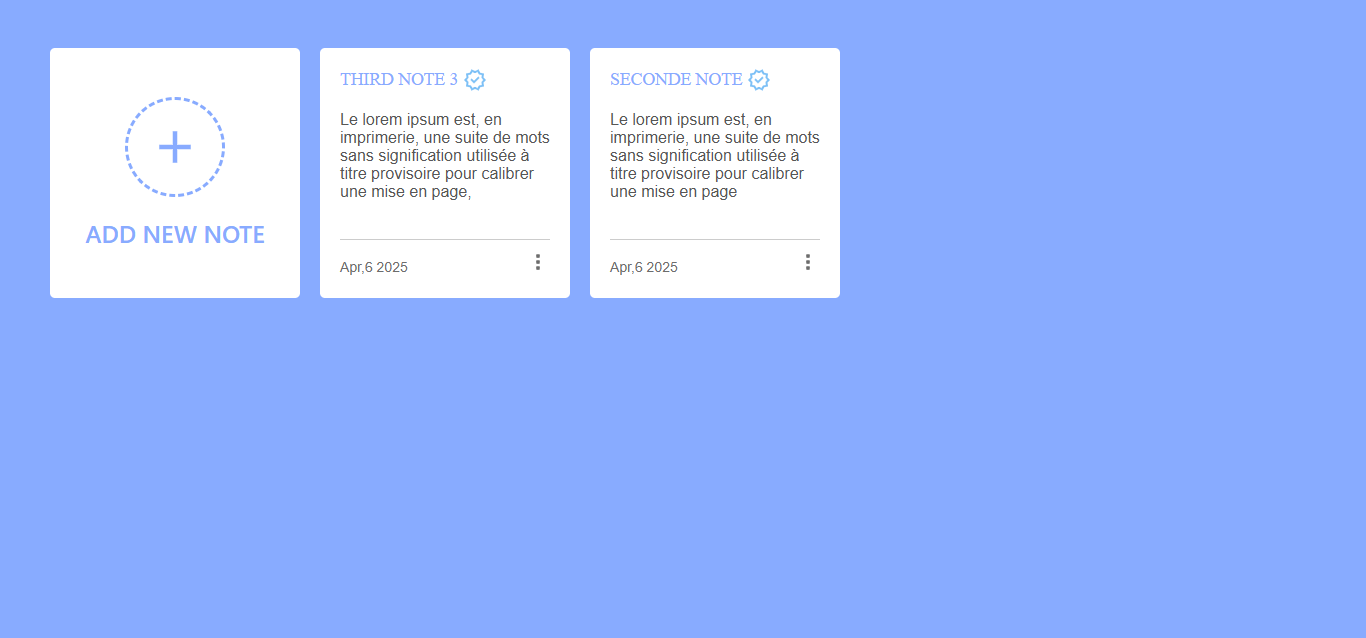 ADD NEW NOTE
THIRD NOTE 3
Le lorem ipsum est, en
imprimerie, une suite de mots
sans signification utilisée à
titre provisoire pour calibrer
une mise en page,
Apr,6 2025
SECONDE NOTE
Le lorem ipsum est, en
imprimerie, une suite de mots
sans signification utilisée à
titre provisoire pour calibrer
une mise en page
Apr,6 2025